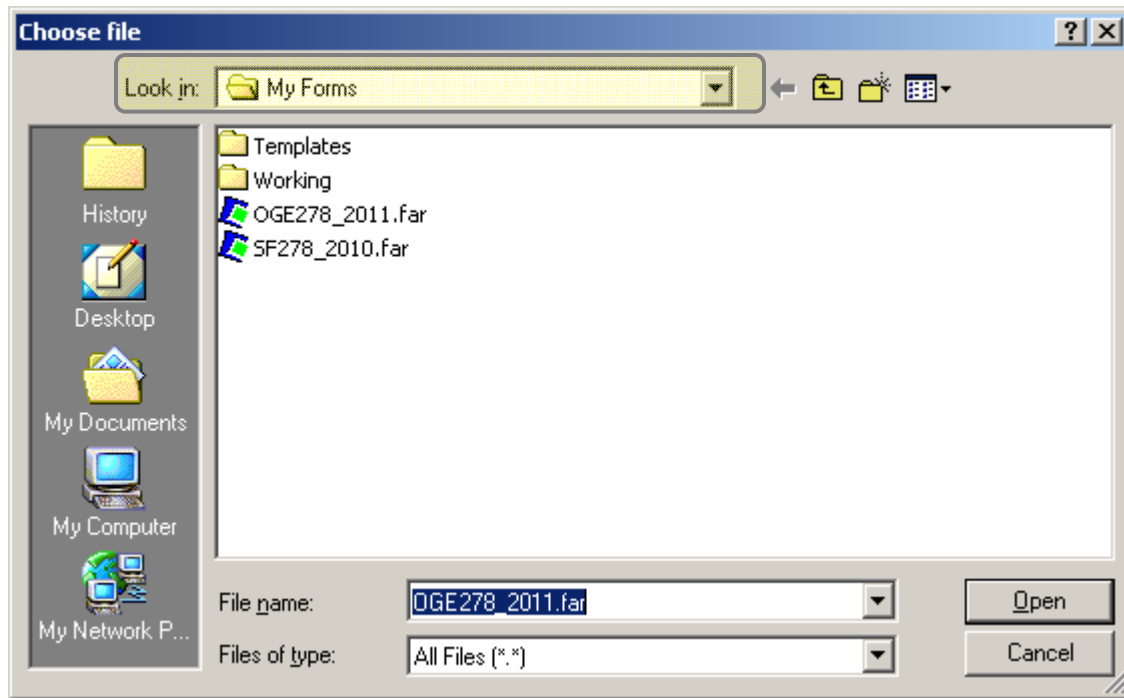 Choose file
Look in: My Forms
Templates
Working
OGE278_2011.far
SF278_2010.far
History
Desktop
My Documents
My Computer
My Network P...
File name: OGE278_2011.far
Open
Files of type: All Files (*.*)
Cancel